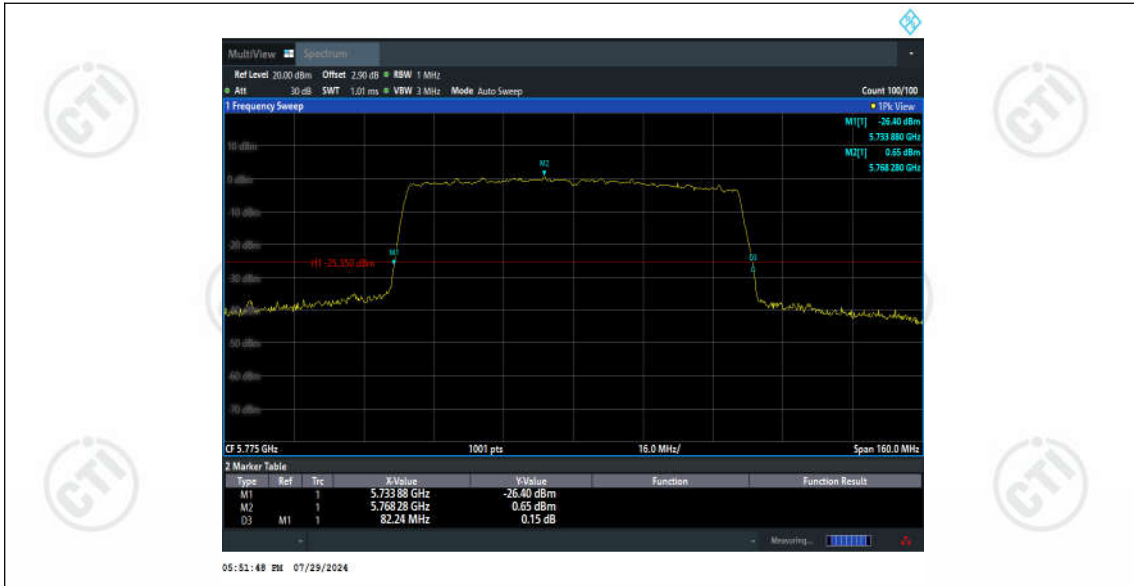 MultiView Spectrum
Ref Level 20.00 dBm Offset 2.90 dB RBW 1 MHz
Att 30 dB SWT 1.01 ms VBW 3 MHz Mode Auto Sweep Count 100/100
1 Frequency Sweep 1Pk View
M1[1] -26.40 dBm
5.733 880 GHz
10 dBm
M2[1] 0.65 dBm
5.768 280 GHz
M2
0 dBm
-10 dBm
-20 dBm
M1
D3
H1 -25.350 dBm
-30 dBm
-40 dBm
-50 dBm
-60 dBm
-70 dBm
CF 5.775 GHz 1001 pts 16.0 MHz/ Span 160.0 MHz
2 Marker Table
Type Ref Trc X-Value Y-Value Function Function Result
M1 1 5.733 88 GHz -26.40 dBm
M2 1 5.768 28 GHz 0.65 dBm
D3 M1 1 82.24 MHz 0.15 dB
Measuring...
05:51:48 PM 07/29/2024
CTI
CTI
CTI
CTI